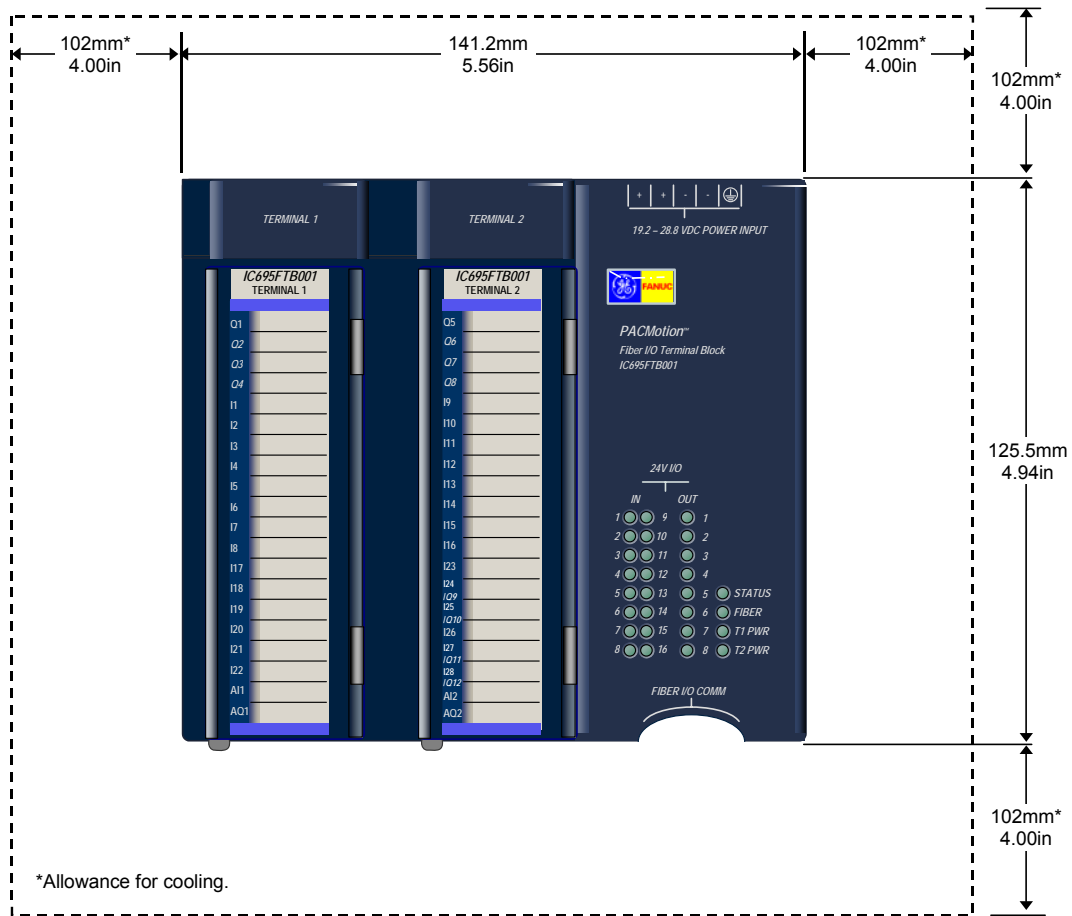 102mm*
4.00in
141.2mm
5.56in
102mm*
4.00in
102mm*
4.00in
TERMINAL 1
TERMINAL 2
+ + - -
19.2 – 28.8 VDC POWER INPUT
IC695FTB001
TERMINAL 1
Q1
Q2
Q3
Q4
I1
I2
I3
I4
I5
I6
I7
I8
I17
I18
I19
I20
I21
I22
AI1
AQ1
IC695FTB001
TERMINAL 2
Q5
Q6
Q7
Q8
I9
I10
I11
I12
I13
I14
I15
I16
I23
I24
IQ9
I25
IQ10
I26
I27
IQ11
I28
IQ12
AI2
AQ2
FANUC
PACMotion™
Fiber I/O Terminal Block
IC695FTB001
24V I/O
IN OUT
1 9 1
2 10 2
3 11 3
4 12 4
5 13 5 STATUS
6 14 6 FIBER
7 15 7 T1 PWR
8 16 8 T2 PWR
FIBER I/O COMM
125.5mm
4.94in
102mm*
4.00in
*Allowance for cooling.